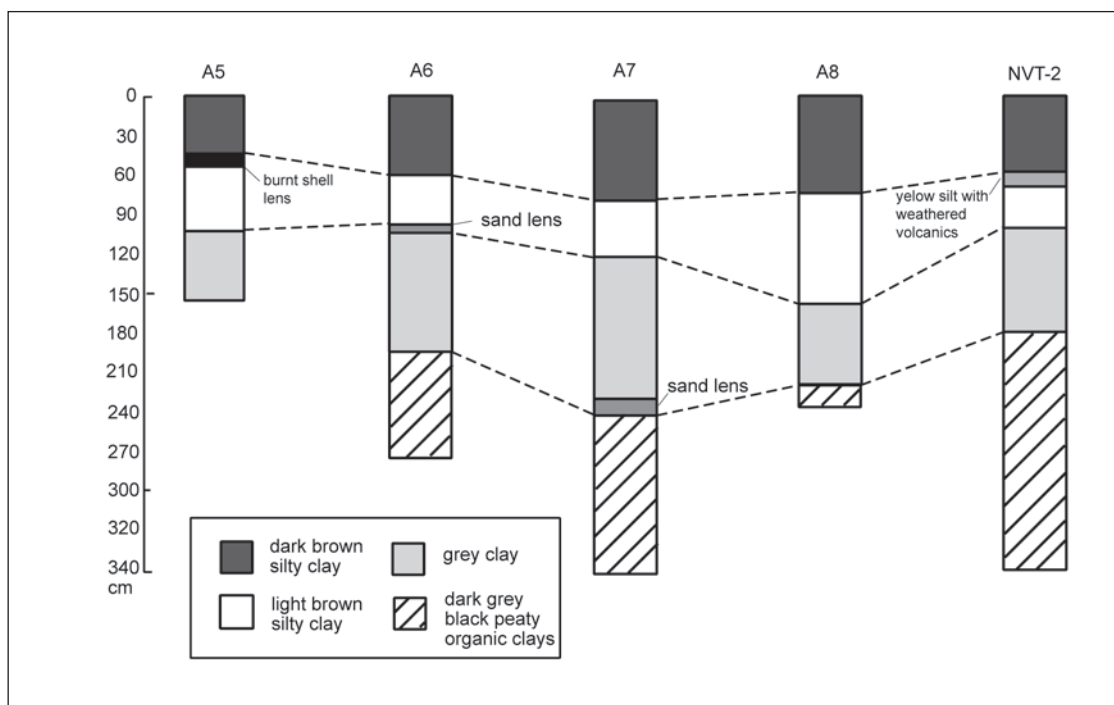 A5
A6
A7
A8
NVT-2
0
30
60
90
120
150
180
210
240
270
300
320
340
cm
burnt shell
lens
sand lens
sand lens
yelow silt with
weathered
volcanics
dark brown
silty clay
grey clay
light brown
silty clay
dark grey
black peaty
organic clays